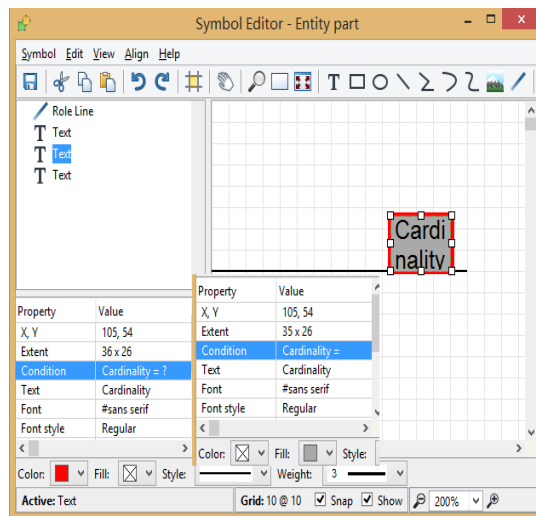 Symbol Editor - Entity part
Symbol Edit View Align Help
Role Line
Text
Text
Text
Cardi
nality
Property Value
X, Y 105, 54
Extent 36 x 26
Condition Cardinality = ?
Text Cardinality
Font #sans serif
Font style Regular
Property Value
X, Y 105, 54
Extent 35 x 26
Condition Cardinality =
Text Cardinality
Font #sans serif
Font style Regular
Color: Fill: Style:
Color: Fill: Style: Weight: 3
Active: Text Grid: 10 @ 10 Snap Show 200%